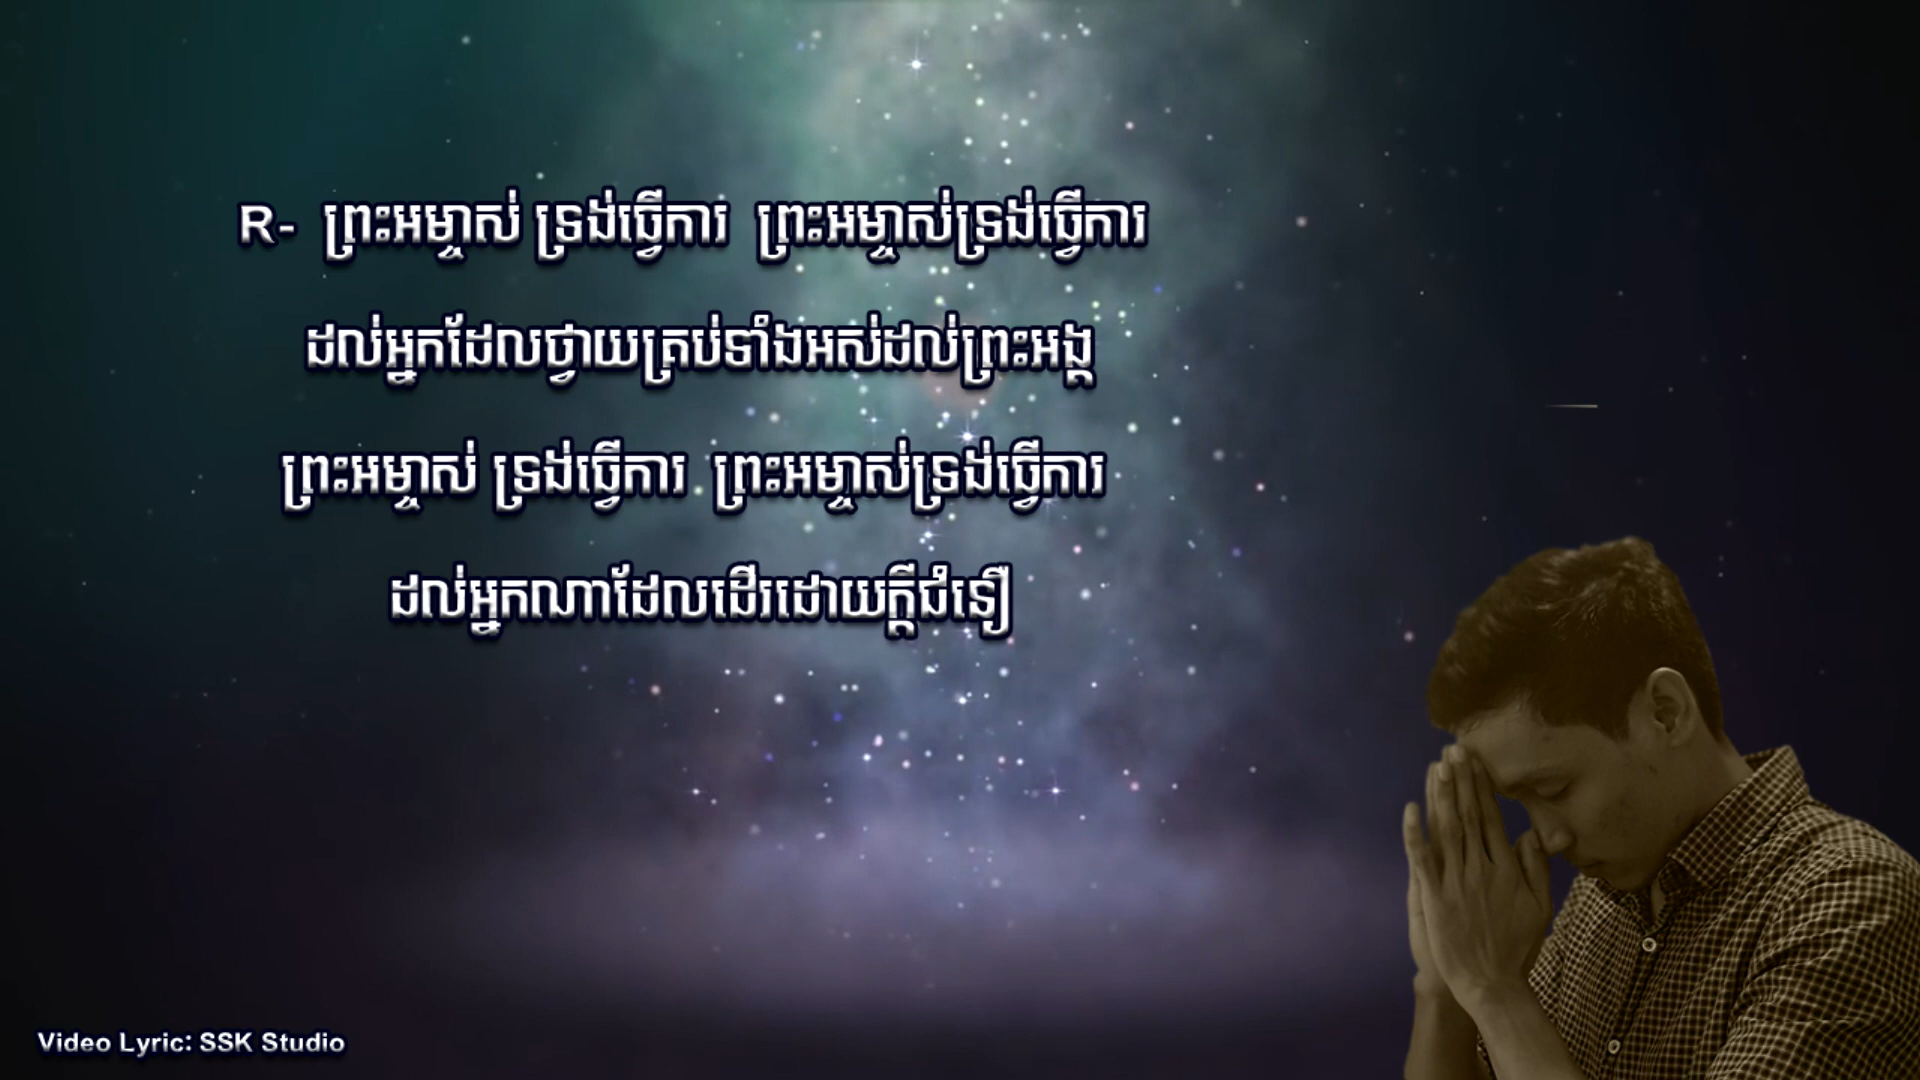 R- ព្រះអម្ចាស់ ទ្រង់ធ្វើការ ព្រះអម្ចាស់ទ្រង់ធ្វើការ
ដល់អ្នកដែលថ្វាយគ្រប់ទាំងអស់ដល់ព្រះអង្គ
ព្រះអម្ចាស់ ទ្រង់ធ្វើការ ព្រះអម្ចាស់ទ្រង់ធ្វើការ
ដល់អ្នកណាដែលដើរដោយក្ដីជំទឿ
Video Lyric: SSK Studio